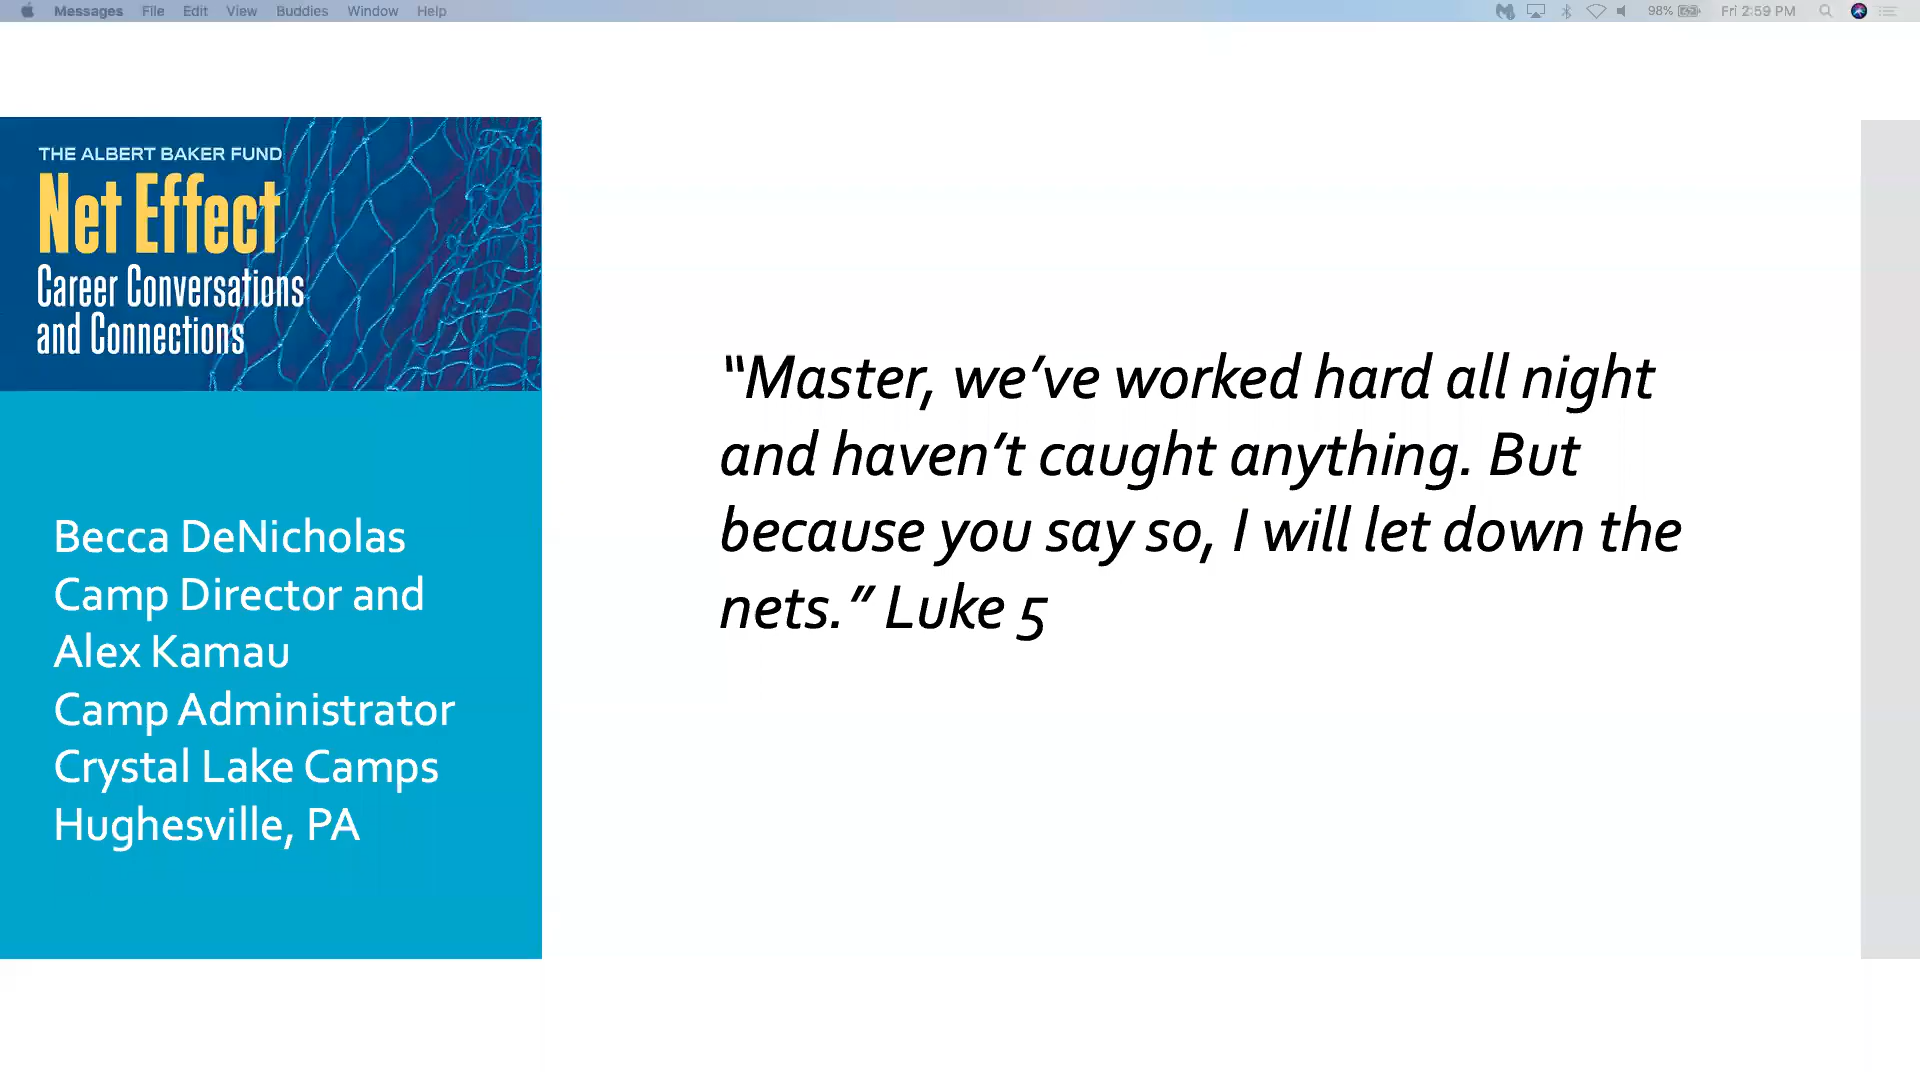 Messages File Edit View Buddies Window Help 98% Fri 2:59 PM
THE ALBERT BAKER FUND
Net Effect
Career Conversations
and Connections
Becca DeNicholas
Camp Director and
Alex Kamau
Camp Administrator
Crystal Lake Camps
Hughesville, PA
“Master, we’ve worked hard all night
and haven’t caught anything. But
because you say so, I will let down the
nets.” Luke 5